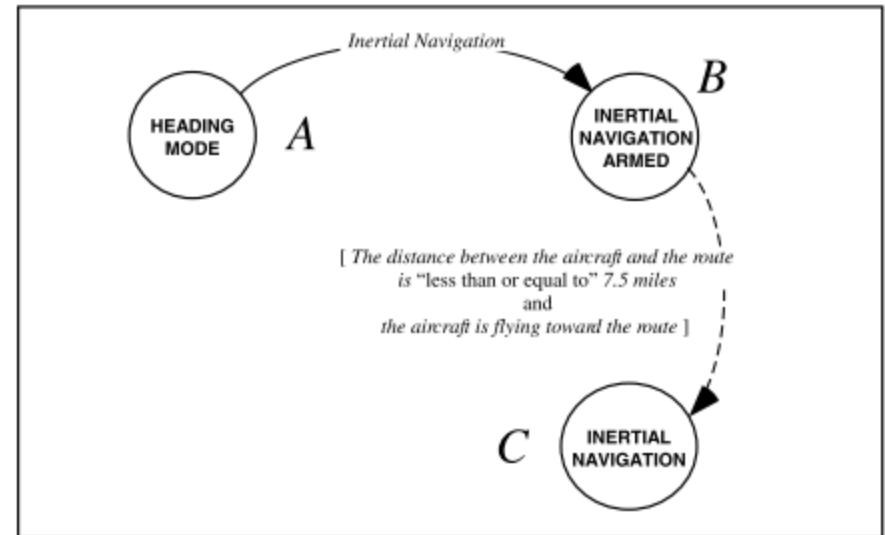 Inertial Navigation
HEADING
MODE
A
INERTIAL
NAVIGATION
ARMED
B
[ The distance between the aircraft and the route
is “less than or equal to” 7.5 miles
and
the aircraft is flying toward the route ]
C
INERTIAL
NAVIGATION